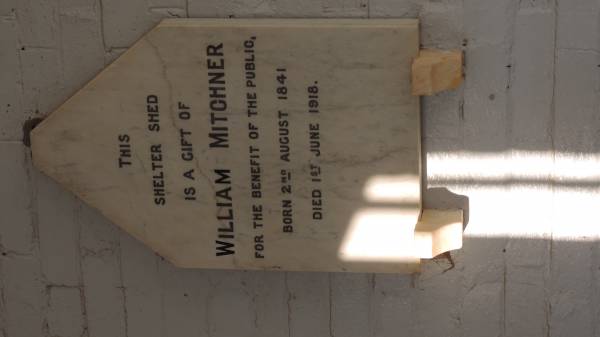 THIS
SHELTER SHED
IS A GIFT OF
WILLIAM MITCHNER
FOR THE BENEFIT OF THE PUBLIC,
BORN 2ND AUGUST 1841
DIED 1ST JUNE 1918.